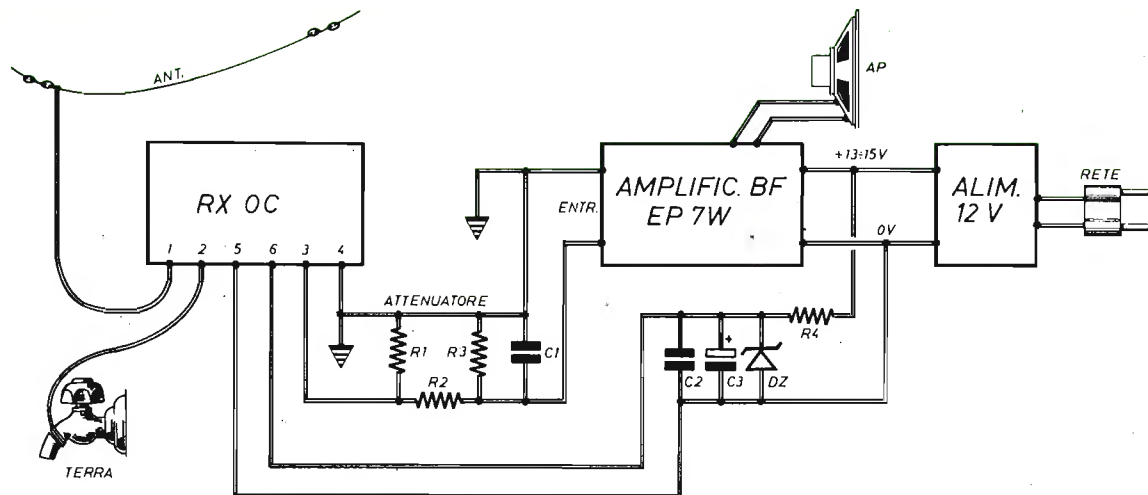 ANT.
AP
RX OC
1 2 5 6 3 4
ENTR.
AMPLIFIC. BF
EP 7W
+13÷15V
0V
ALIM.
12 V
RETE
ATTENUATORE
R1
R3
C1
R2
R4
+
C2
C3
DZ
TERRA